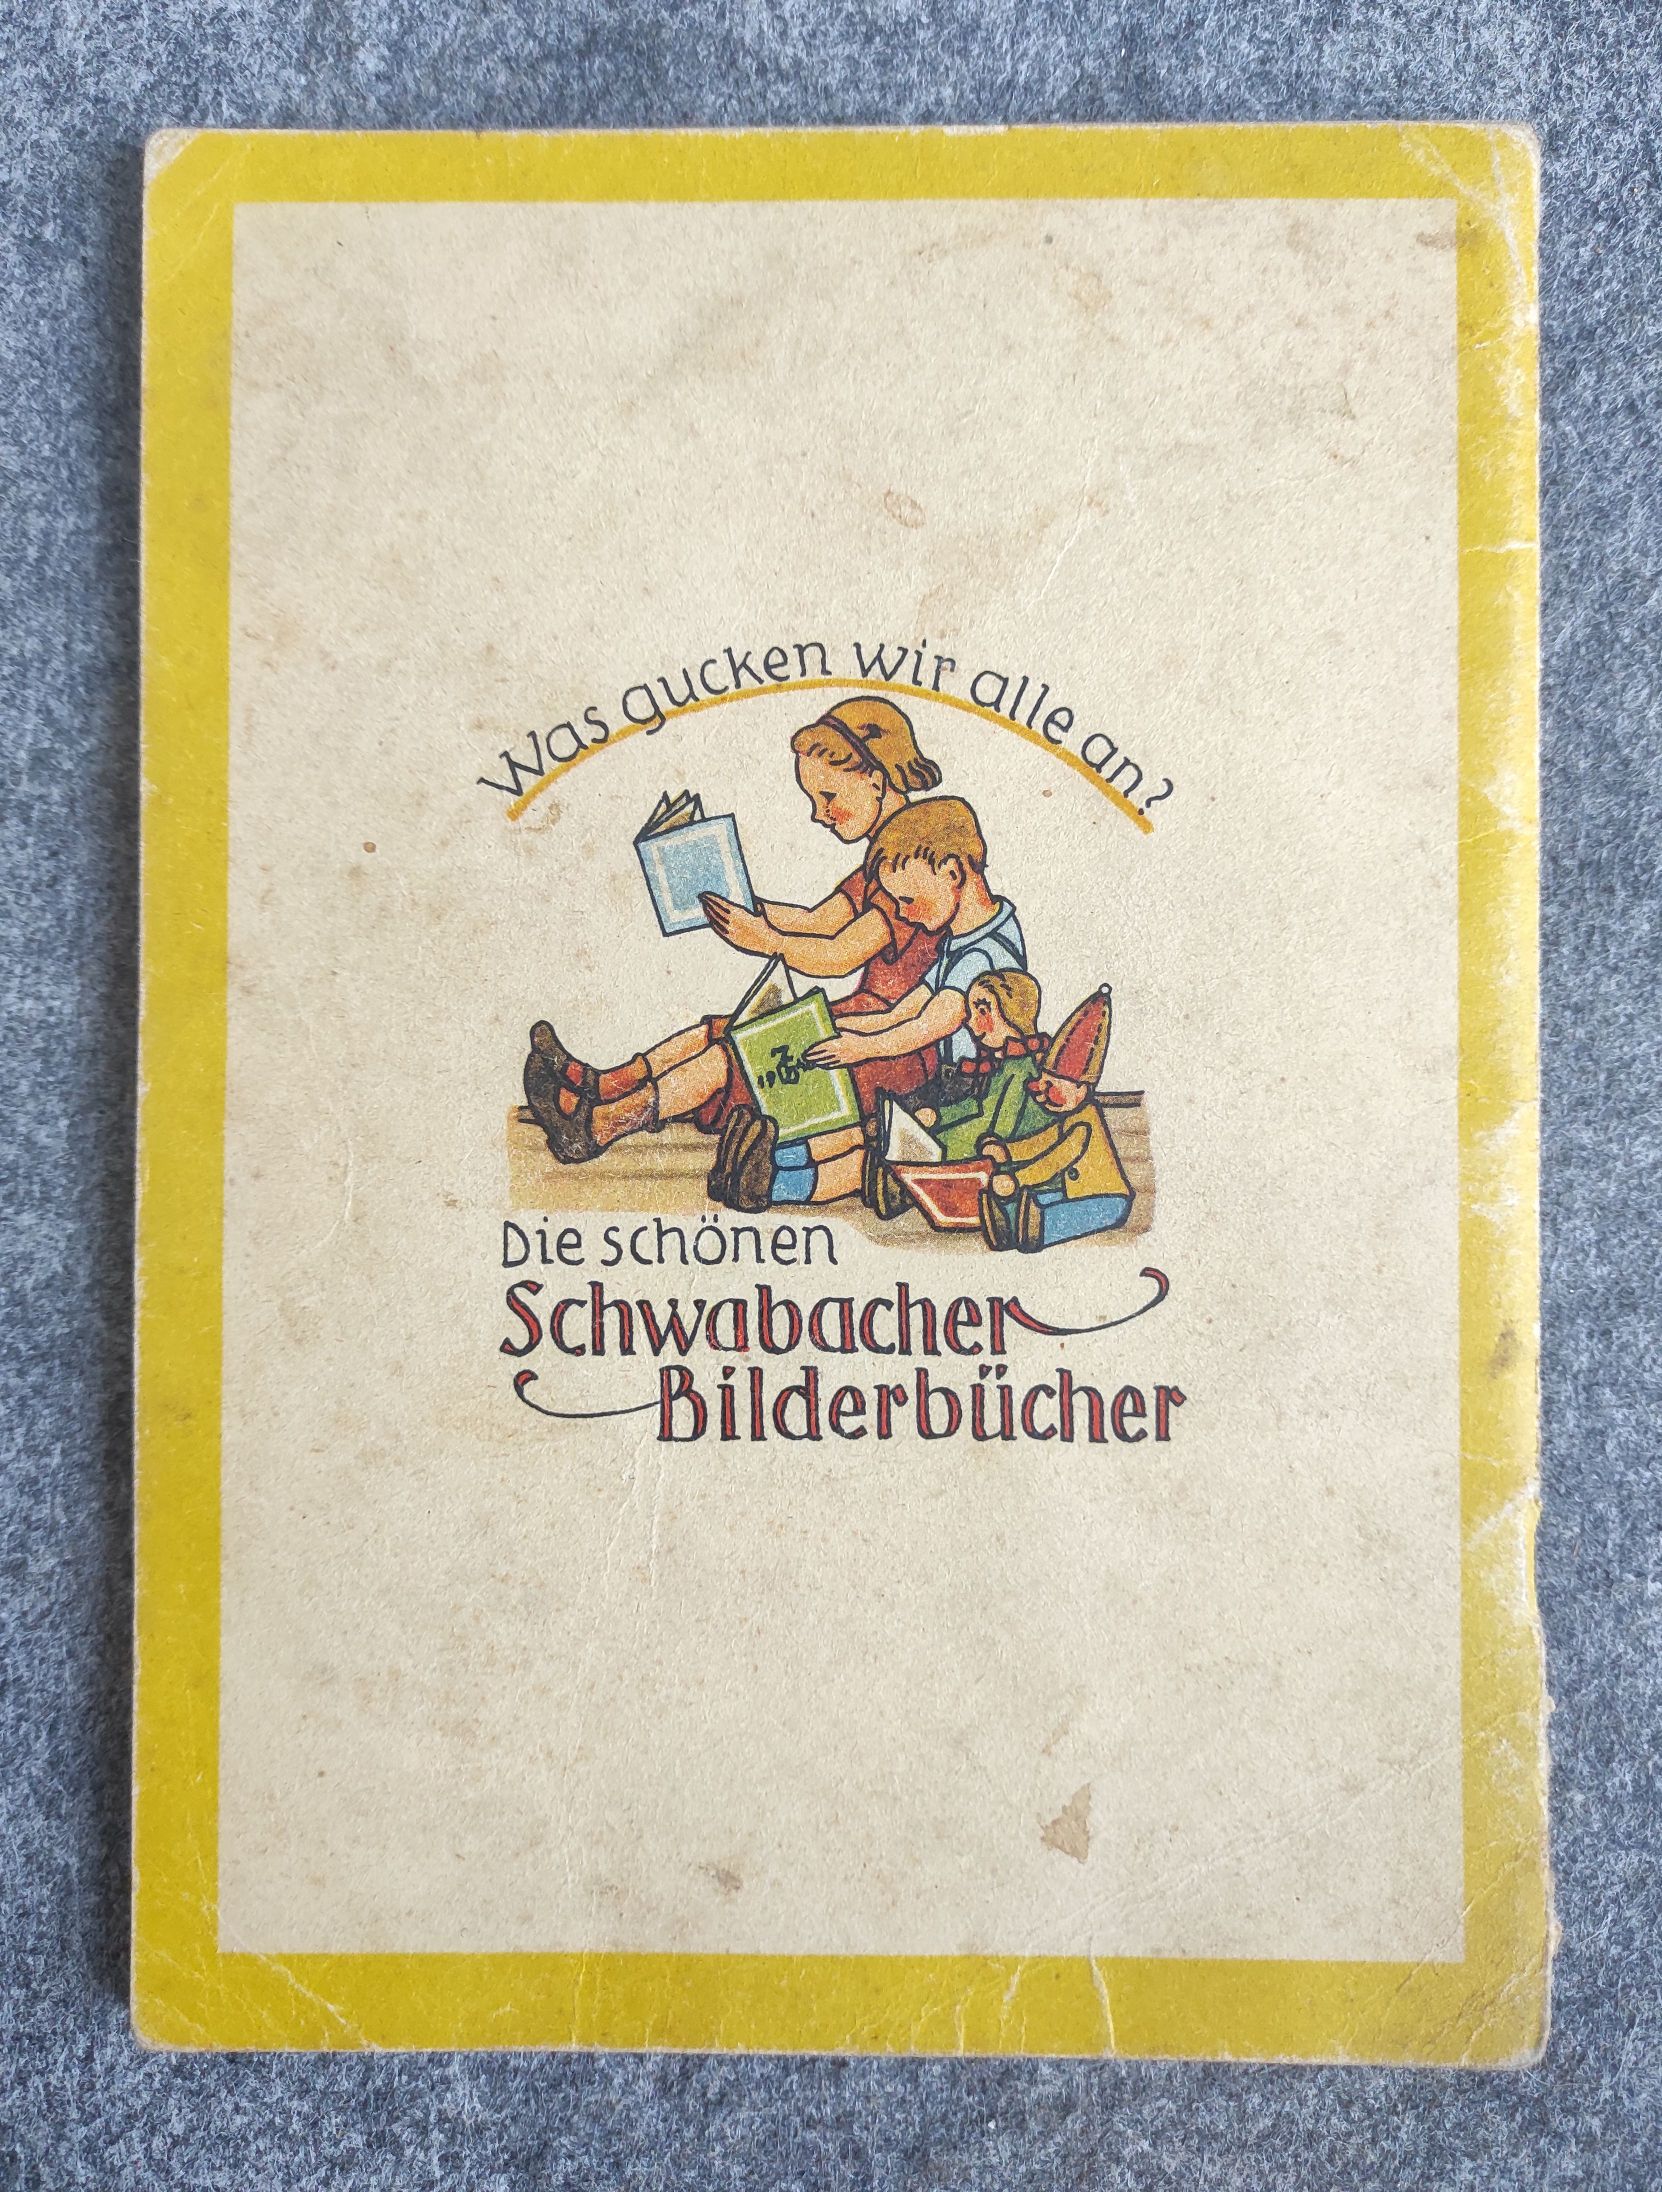 Was gucken wir alle an?
Die schönen
Schwabacher
Bilderbücher